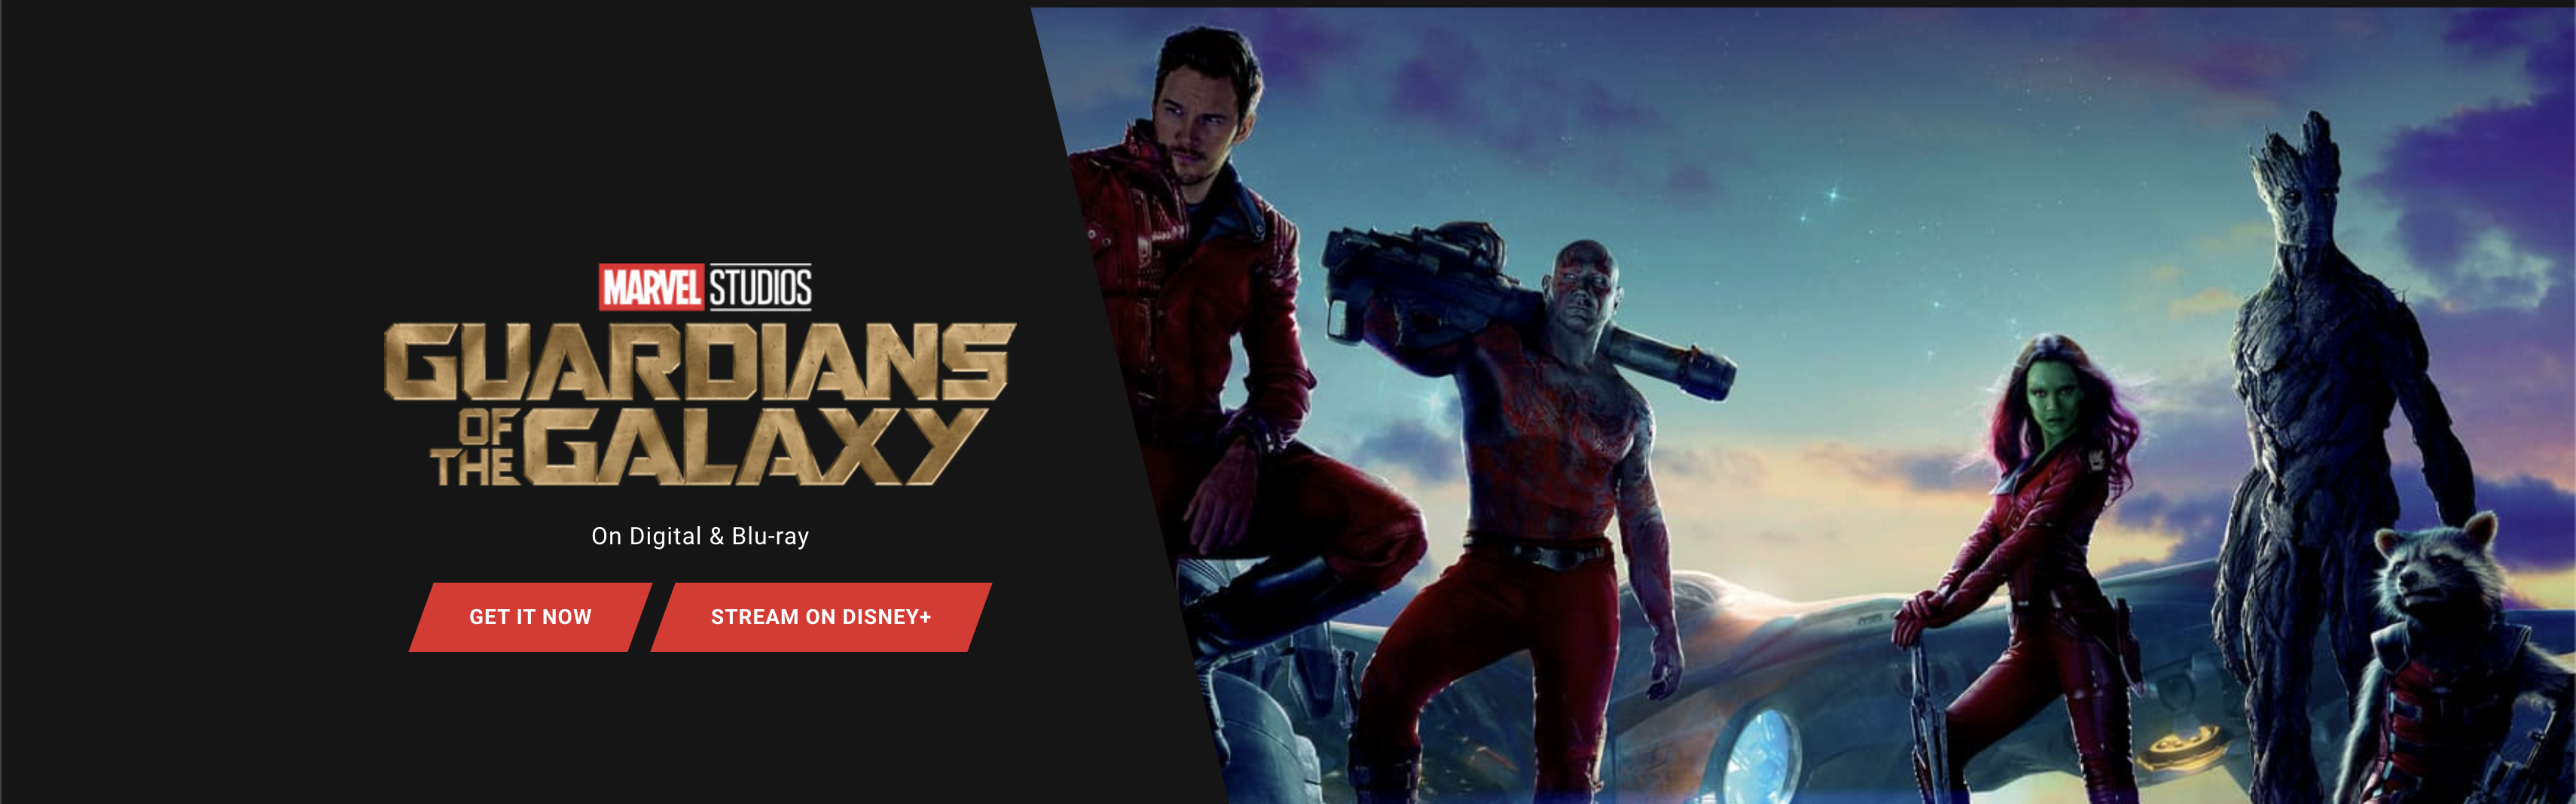 MARVEL STUDIOS
GUARDIANS
OF THE GALAXY
On Digital & Blu-ray
GET IT NOW
STREAM ON DISNEY+